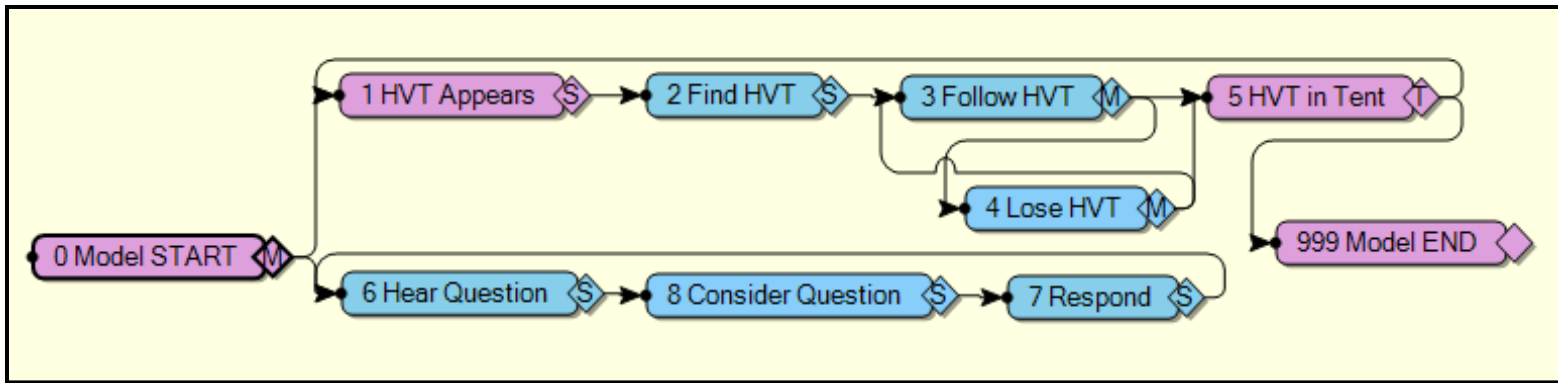 1 HVT Appears S
2 Find HVT S
3 Follow HVT M
5 HVT in Tent T
4 Lose HVT M
0 Model START M
999 Model END
6 Hear Question S
8 Consider Question S
7 Respond S